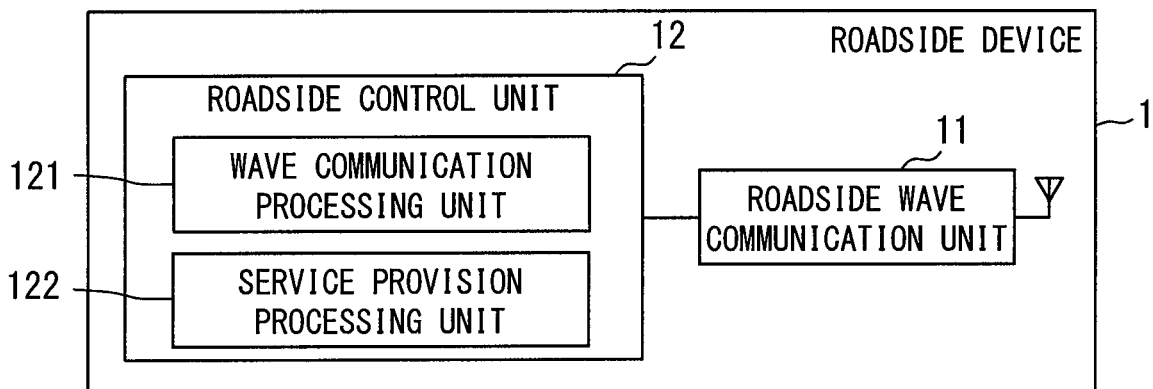 12
ROADSIDE DEVICE
ROADSIDE CONTROL UNIT
1
11
121
WAVE COMMUNICATION
PROCESSING UNIT
ROADSIDE WAVE
COMMUNICATION UNIT
122
SERVICE PROVISION
PROCESSING UNIT